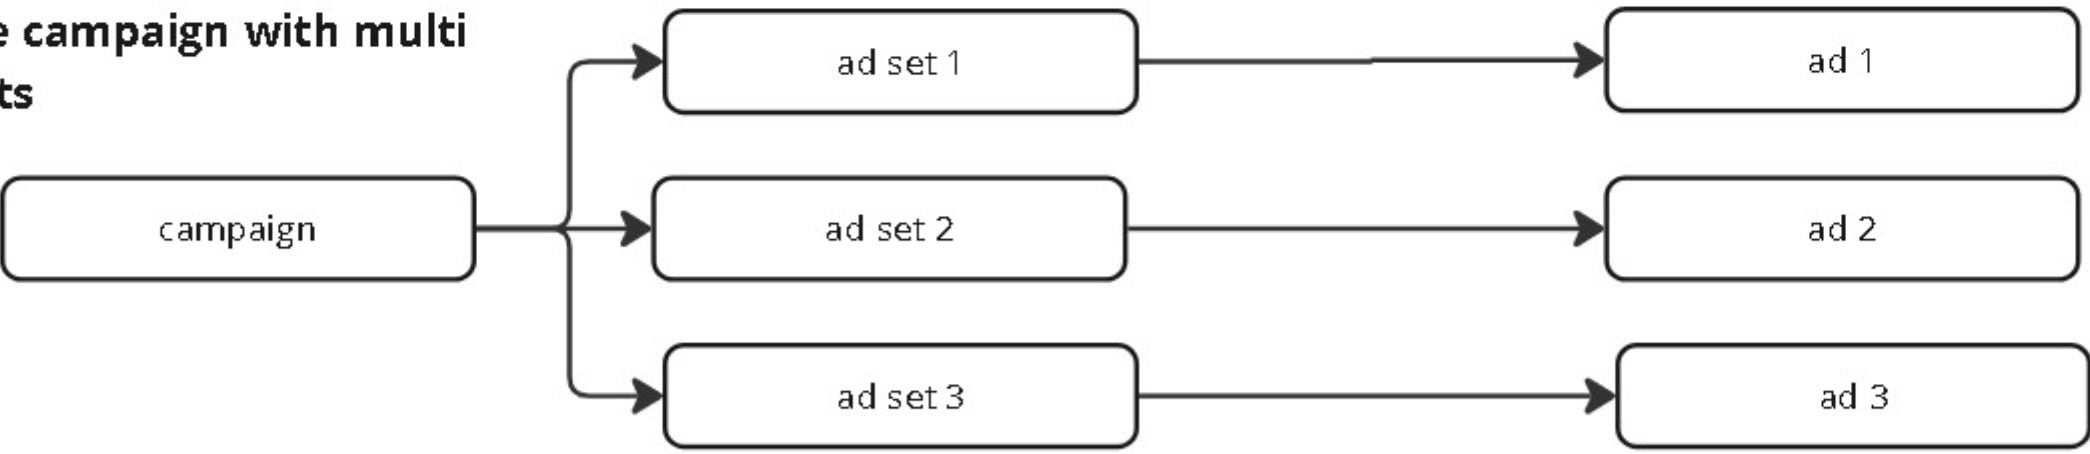 e campaign with multi
ts
ad set 1
ad 1
campaign
ad set 2
ad 2
ad set 3
ad 3